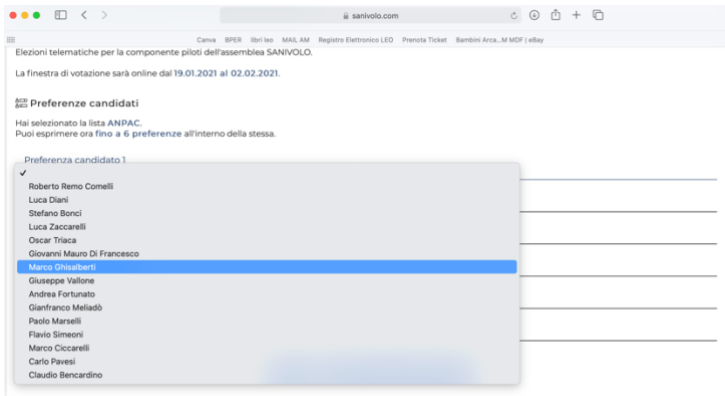 sanivolo.com
Canva BPER libri leo MAIL AM Registro Elettronico LEO Prenota Ticket Bambini Arca...M MDF | eBay
Elezioni telematiche per la componente piloti dell'assemblea SANIVOLO.
La finestra di votazione sarà online dal 19.01.2021 al 02.02.2021.
Preferenze candidati
Hai selezionato la lista ANPAC.
Puoi esprimere ora fino a 6 preferenze all'interno della stessa.
Preferenza candidato 1
Roberto Remo Comelli
Luca Diani
Stefano Bonci
Luca Zaccarelli
Oscar Triaca
Giovanni Mauro Di Francesco
Marco Ghisalberti
Giuseppe Vallone
Andrea Fortunato
Gianfranco Meliadò
Paolo Marselli
Flavio Simeoni
Marco Ciccarelli
Carlo Pavesi
Claudio Bencardino